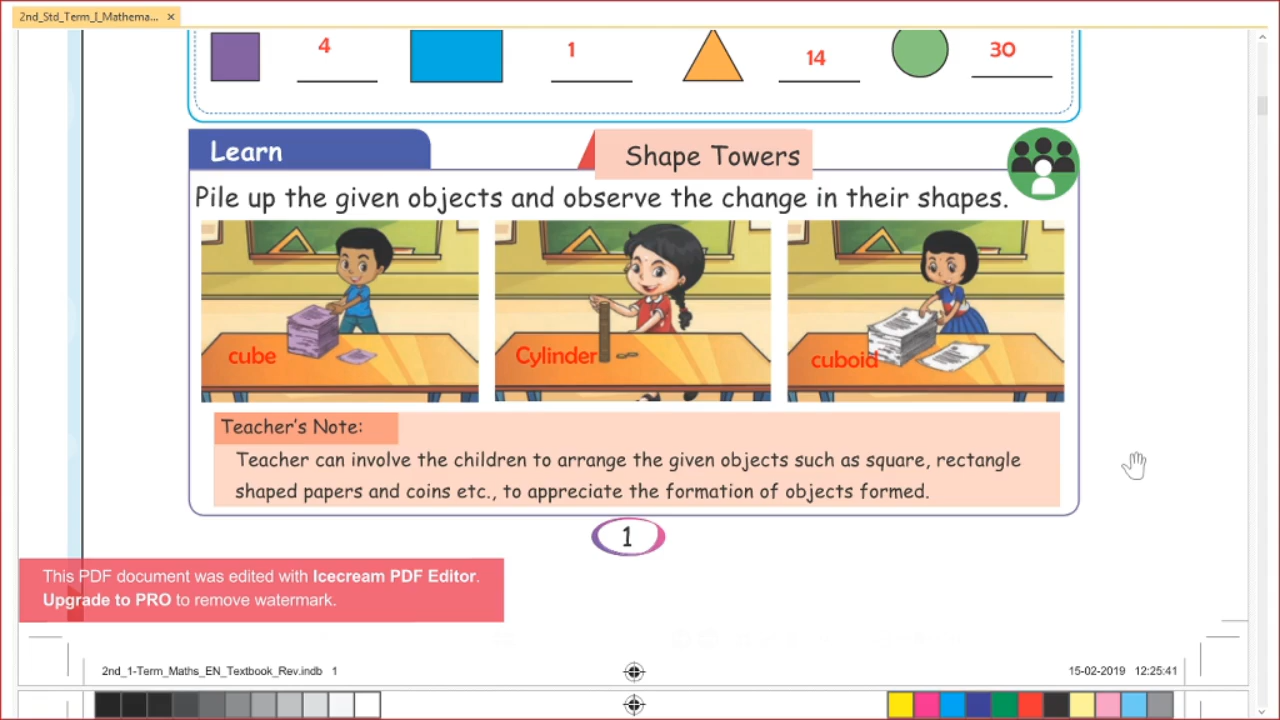 2nd_Std_Term_I_Mathema... ×
4 1 14 30
Learn
Shape Towers
Pile up the given objects and observe the change in their shapes.
cube Cylinder cuboid
Teacher's Note:
Teacher can involve the children to arrange the given objects such as square, rectangle
shaped papers and coins etc., to appreciate the formation of objects formed.
1
This PDF document was edited with Icecream PDF Editor.
Upgrade to PRO to remove watermark.
2nd_1-Term_Maths_EN_Textbook_Rev.indb 1 15-02-2019 12:25:41